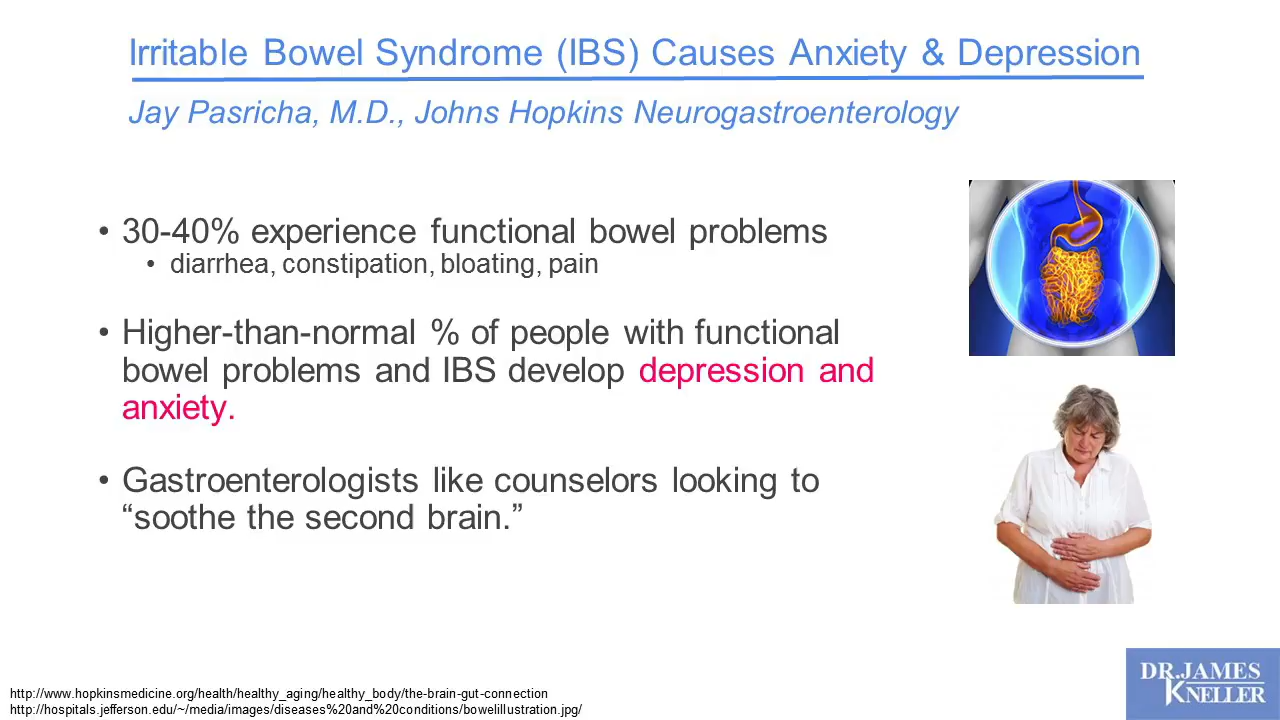 Irritable Bowel Syndrome (IBS) Causes Anxiety & Depression
Jay Pasricha, M.D., Johns Hopkins Neurogastroenterology
• 30-40% experience functional bowel problems
• diarrhea, constipation, bloating, pain
• Higher-than-normal % of people with functional
bowel problems and IBS develop depression and
anxiety.
• Gastroenterologists like counselors looking to
“soothe the second brain.”
http://www.hopkinsmedicine.org/health/healthy_aging/healthy_body/the-brain-gut-connection
http://hospitals.jefferson.edu/~/media/images/diseases%20and%20conditions/bowelillustration.jpg/
DR.JAMES
KNELLER